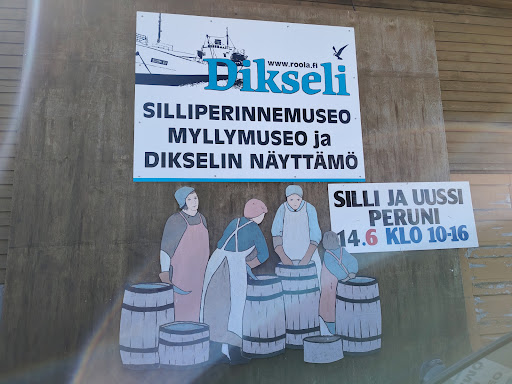 www.roola.fi
Dikseli
SILLIPERINNEMUSEO
MYLLYMUSEO ja
DIKSELIN NÄYTTÄMÖ
SILLI JA UUSSI
PERUNI
14.6 KLO 10-16